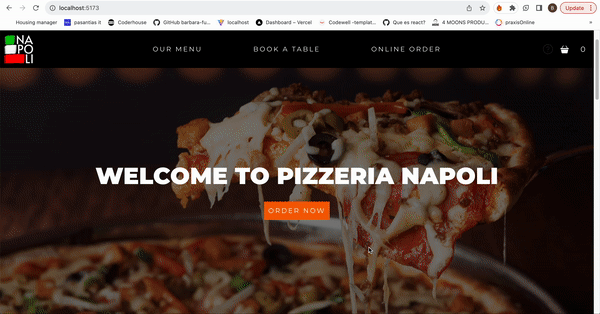 localhost:5173
Update
Housing manager
pasantias it
Coderhouse
GitHub barbara-fu...
localhost
Dashboard – Vercel
Codewell -templat...
Que es react?
4 MOONS PRODU...
praxisOnline
NA
PO
LI
OUR MENU
BOOK A TABLE
ONLINE ORDER
0
WELCOME TO PIZZERIA NAPOLI
ORDER NOW